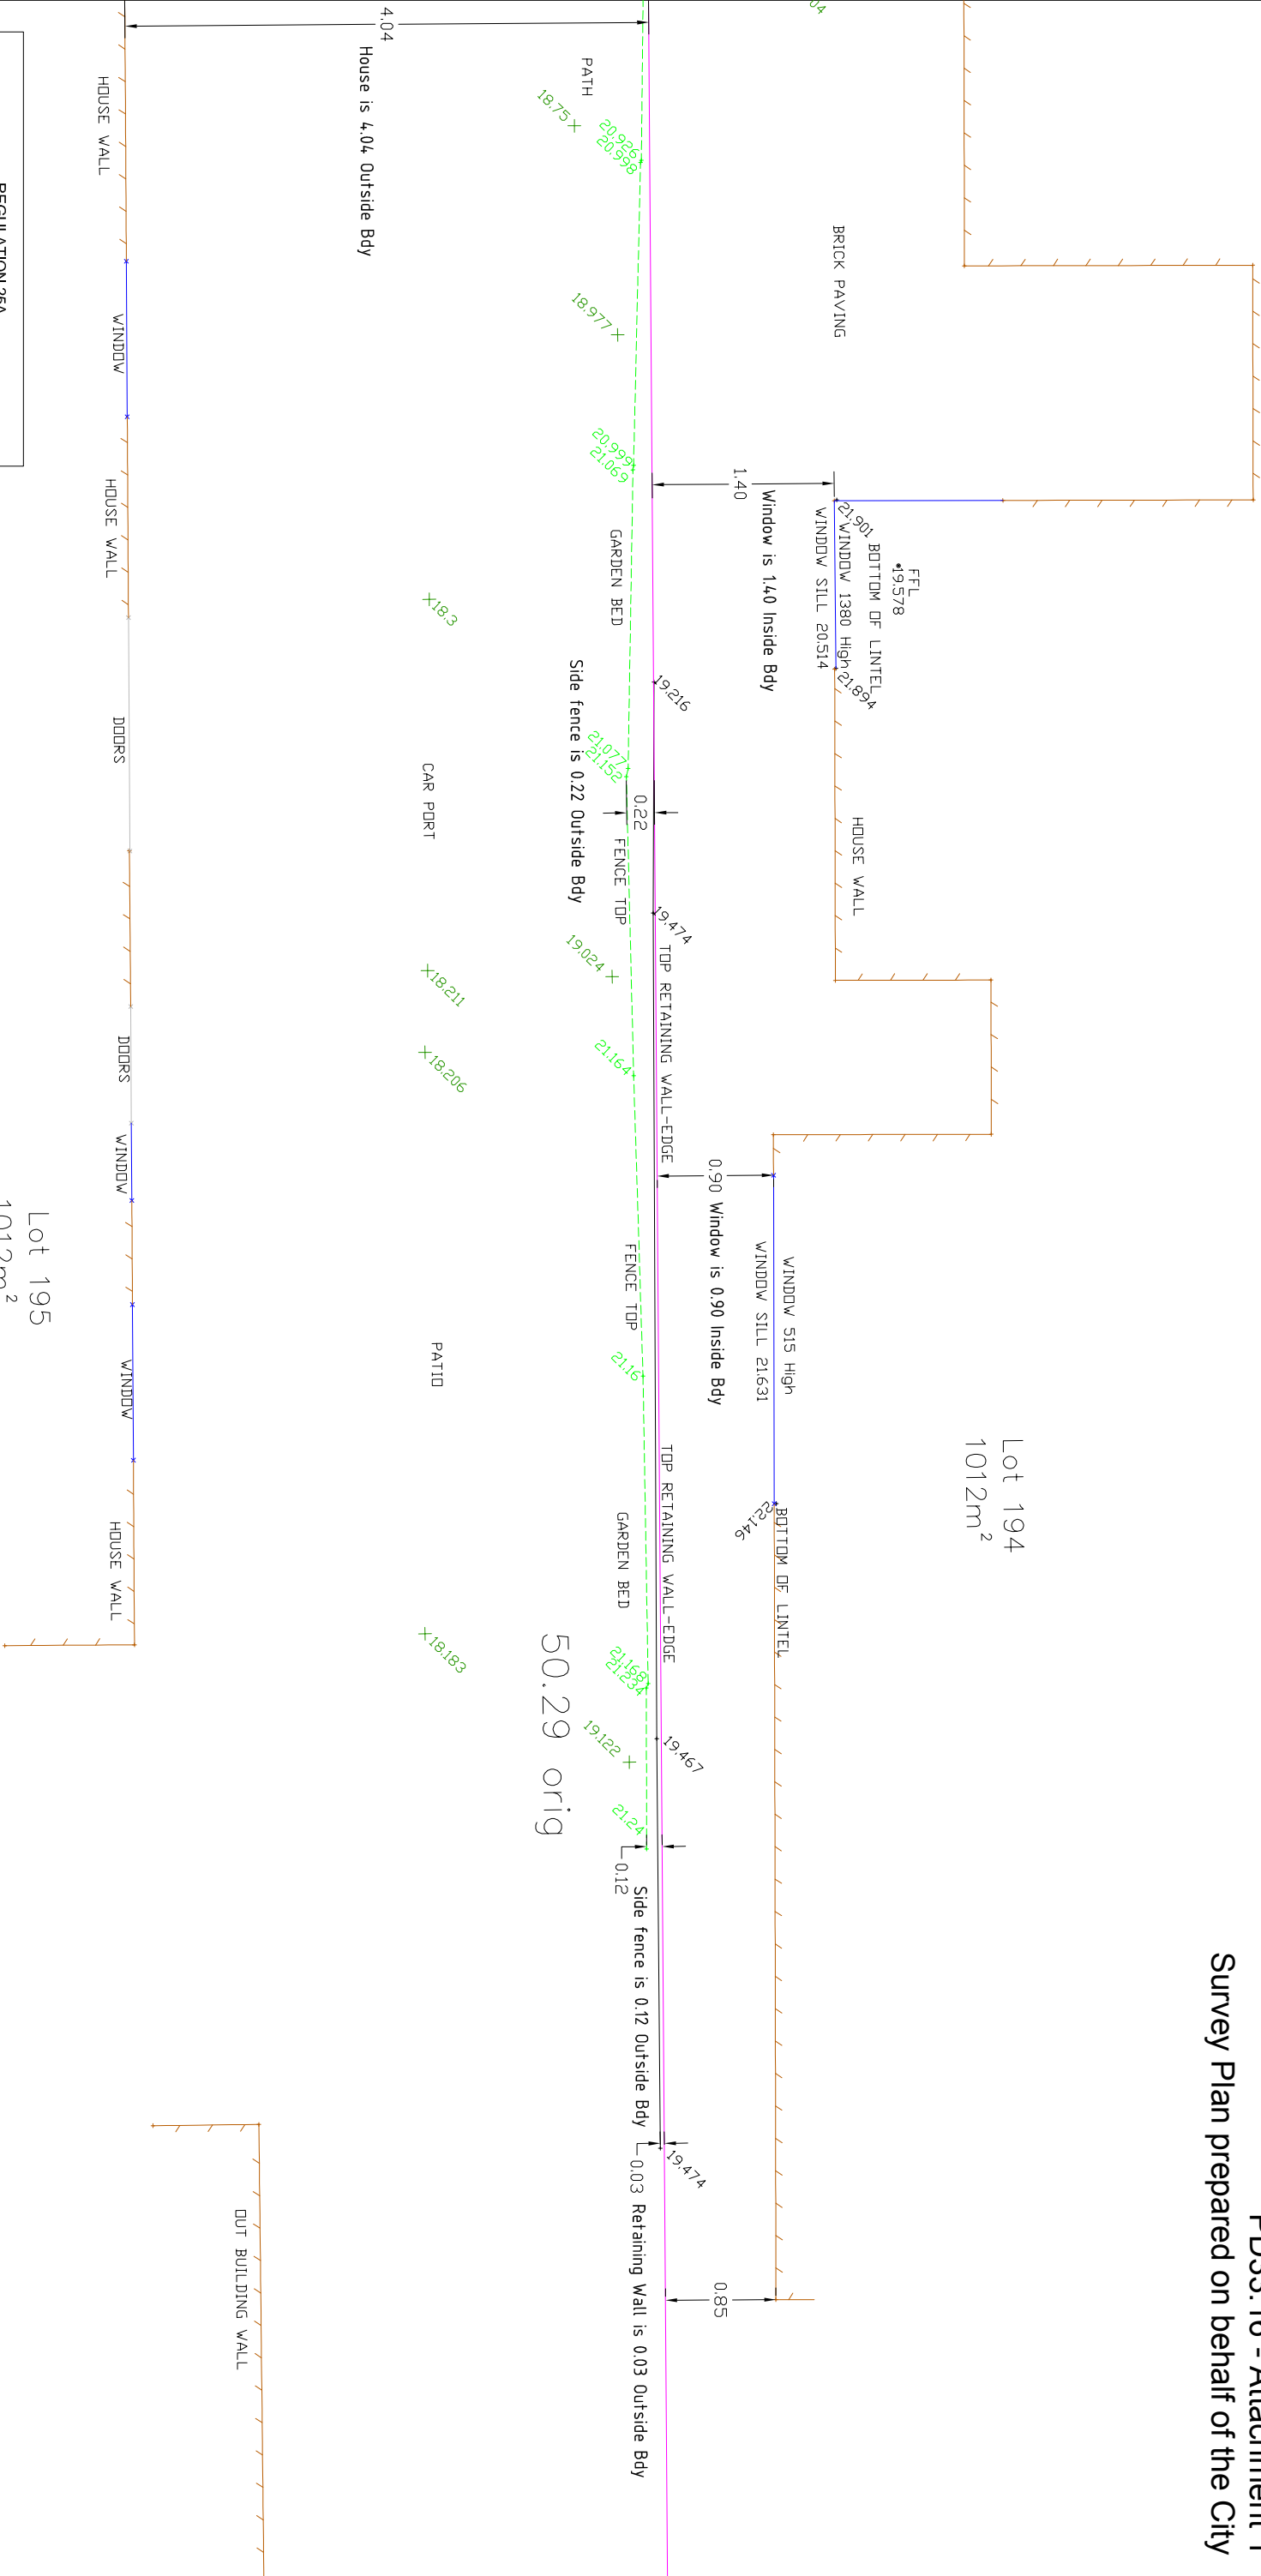 PD33.16 - Attachment 1
Survey Plan prepared on behalf of the City
BRICK PAVING
FFL
19.578
BOTTOM OF LINTEL
21.901
WINDOW 1380 High
21.894
WINDOW SILL 20.514
HOUSE WALL
1.40
Window is 1.40 Inside Bdy
Lot 194
1012m²
WINDOW 515 High
WINDOW SILL 21.631
BOTTOM OF LINTEL
22.146
0.90 Window is 0.90 Inside Bdy
0.85
19.216
19.474
TOP RETAINING WALL-EDGE
TOP RETAINING WALL-EDGE
19.467
19.474
4.04
House is 4.04 Outside Bdy
PATH
18.75
20.926
20.998
18.977
20.999
21.069
GARDEN BED
21.077
21.152
0.22
Side fence is 0.22 Outside Bdy
FENCE TOP
19.024
21.164
FENCE TOP
21.16
GARDEN BED
21.168
21.234
19.122
21.24
0.12
Side fence is 0.12 Outside Bdy
0.03 Retaining Wall is 0.03 Outside Bdy
50.29 orig
18.3
CAR PORT
18.211
18.206
PATIO
18.183
HOUSE WALL
WINDOW
HOUSE WALL
DOORS
DOORS
WINDOW
WINDOW
HOUSE WALL
OUT BUILDING WALL
Lot 195
1012m²
REGULATION 25A